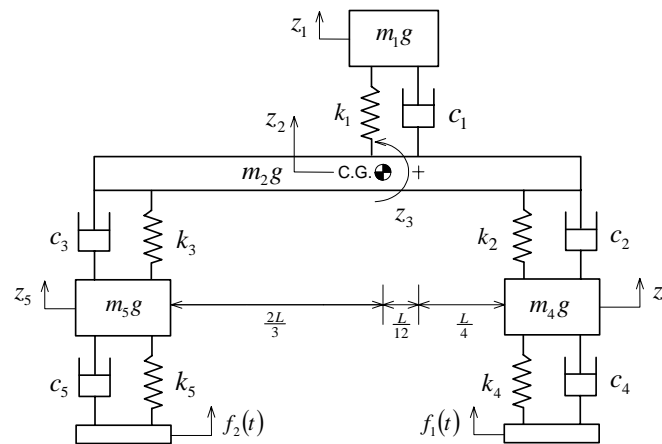 z₁
m₁g
k₁
c₁
z₂
m₂g
C.G.
+
z₃
c₃
k₃
k₂
c₂
z₅
m₅g
2L/3
L/12
L/4
m₄g
z
c₅
k₅
f₂(t)
f₁(t)
k₄
c₄